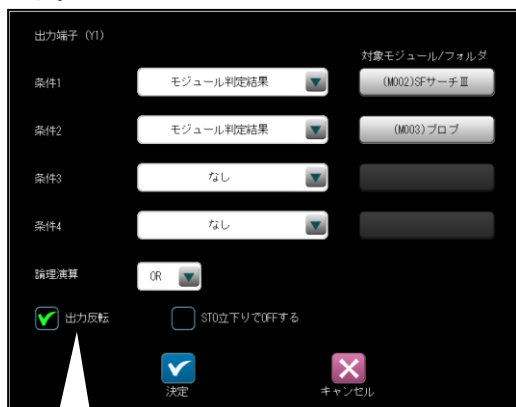 出力端子 (Y1)
対象モジュール/フォルダ
条件1 モジュール判定結果 (M002)SFサーチⅢ
条件2 モジュール判定結果 (M003)ブロブ
条件3 なし
条件4 なし
論理演算 OR
出力反転 STO立下りでOFFする
決定 キャンセル